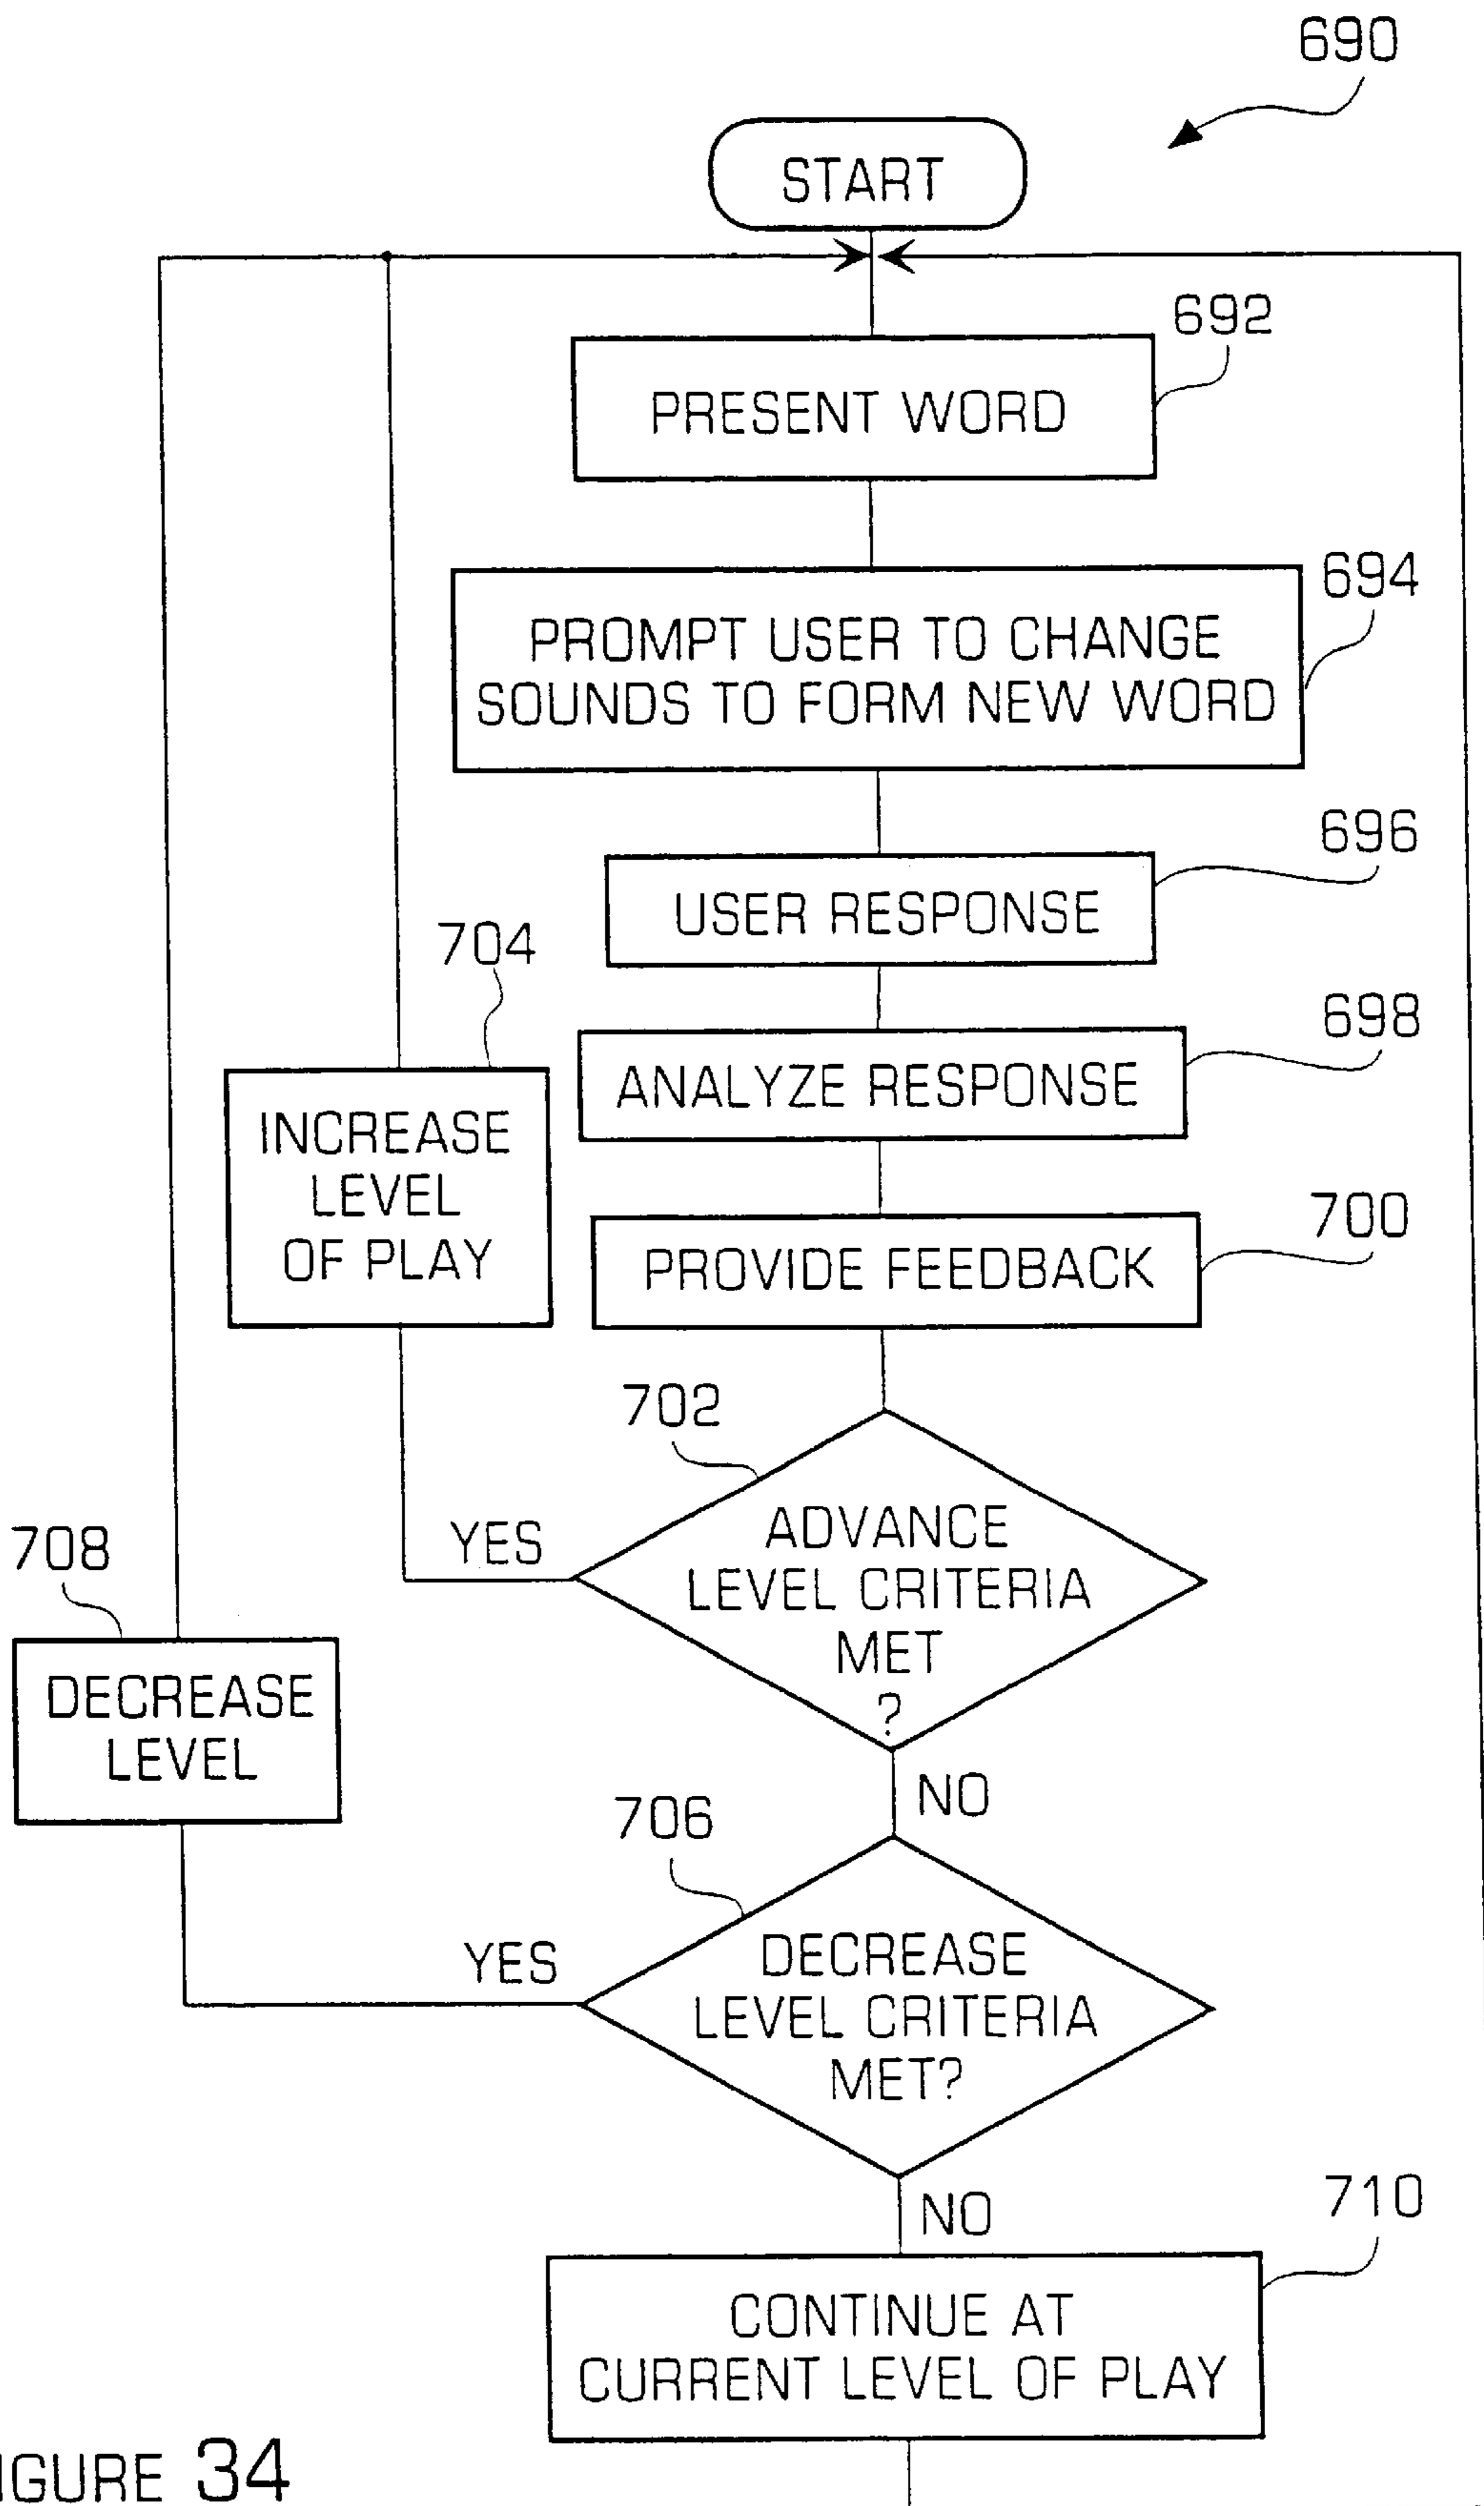 690
START
692
PRESENT WORD
694
PROMPT USER TO CHANGE
SOUNDS TO FORM NEW WORD
696
USER RESPONSE
704
698
ANALYZE RESPONSE
INCREASE
LEVEL
OF PLAY
700
PROVIDE FEEDBACK
702
YES
ADVANCE
LEVEL CRITERIA
MET
?
708
DECREASE
LEVEL
NO
706
YES
DECREASE
LEVEL CRITERIA
MET?
NO
710
CONTINUE AT
CURRENT LEVEL OF PLAY
IGURE 34